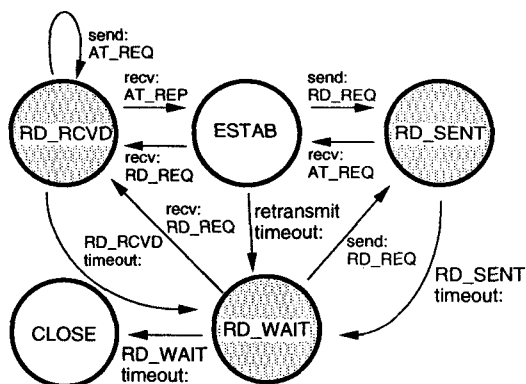 send:
AT_REQ
recv:
AT_REP
send:
RD_REQ
RD_RCVD
ESTAB
RD_SENT
recv:
RD_REQ
recv:
AT_REQ
recv:
RD_REQ
retransmit
timeout:
RD_RCVD
timeout:
send:
RD_REQ
RD_SENT
timeout:
CLOSE
RD_WAIT
RD_WAIT
timeout: